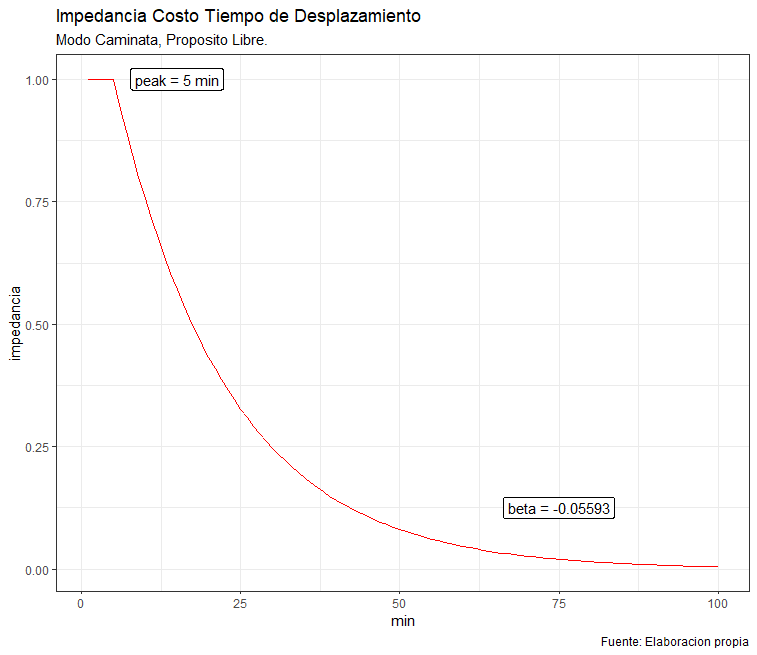 Impedancia Costo Tiempo de Desplazamiento
Modo Caminata, Proposito Libre.
1.00
peak = 5 min
0.75
0.50
impedancia
0.25
beta = -0.05593
0.00
0
25
50
75
100
min
Fuente: Elaboracion propia